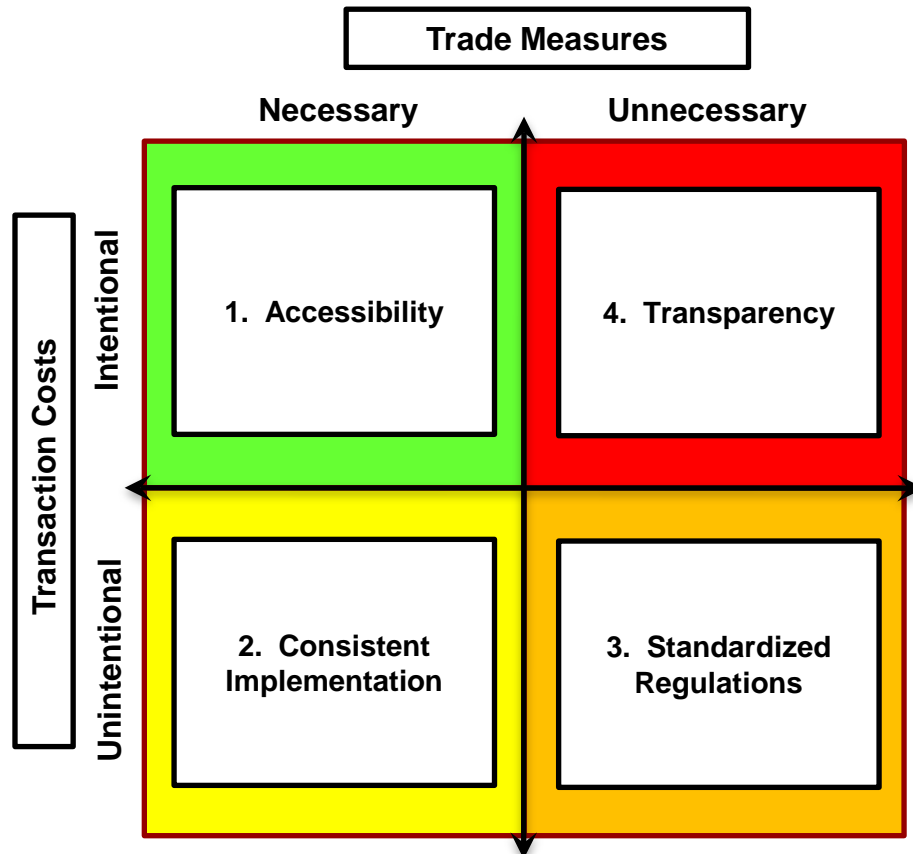 Trade Measures
Necessary
Unnecessary
Transaction Costs
Intentional
1. Accessibility
4. Transparency
Unintentional
2. Consistent
Implementation
3. Standardized
Regulations